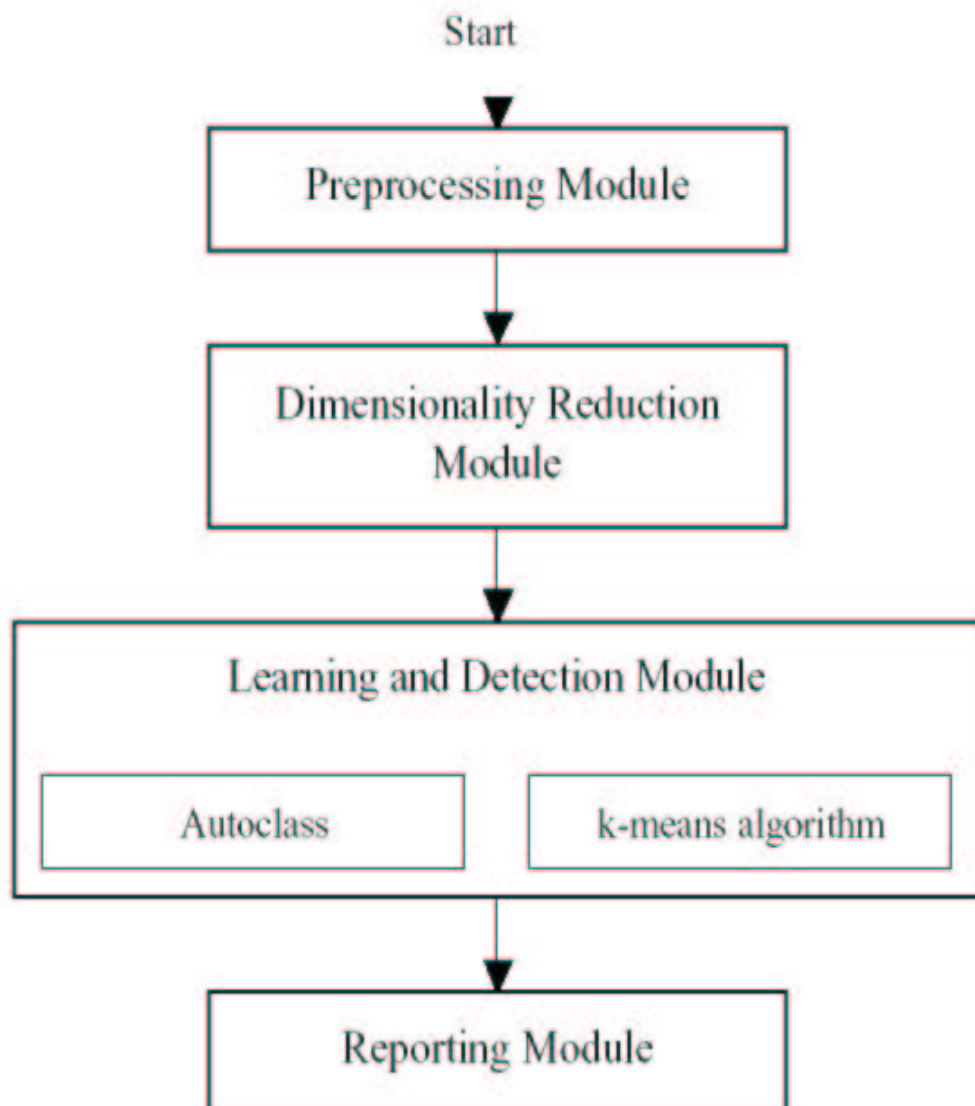 Start
Preprocessing Module
Dimensionality Reduction
Module
Learning and Detection Module
Autoclass
k-means algorithm
Reporting Module